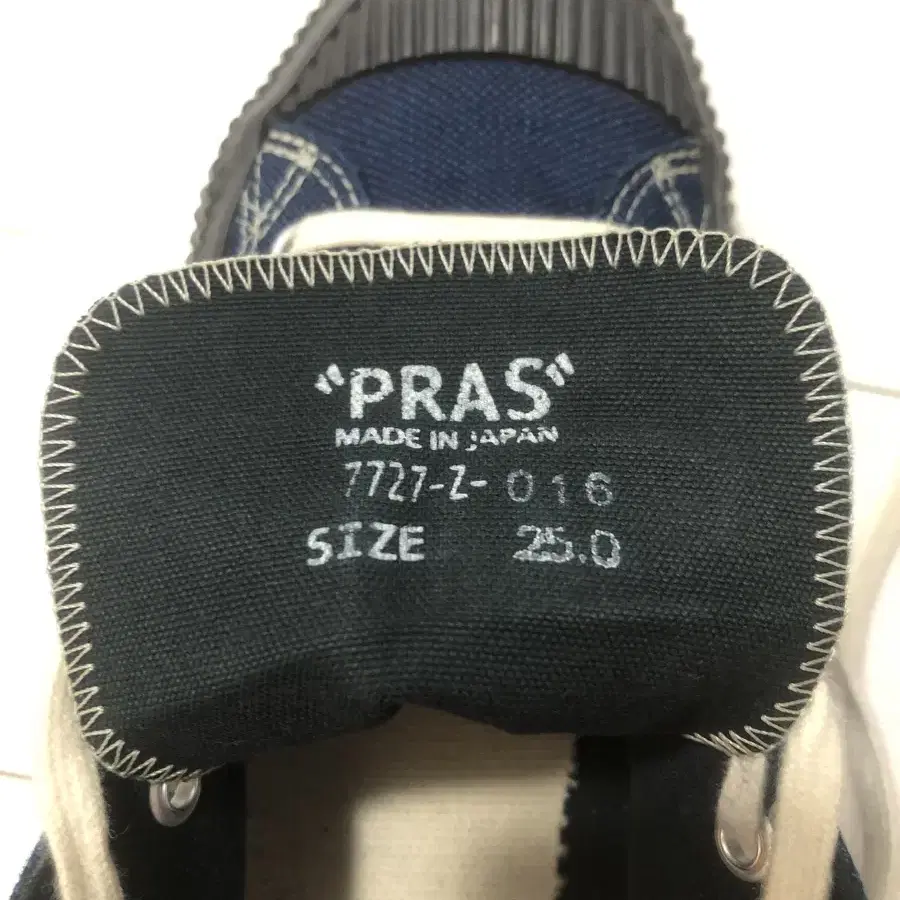 "PRAS"
MADE IN JAPAN
7727-Z-016
SIZE 25.0